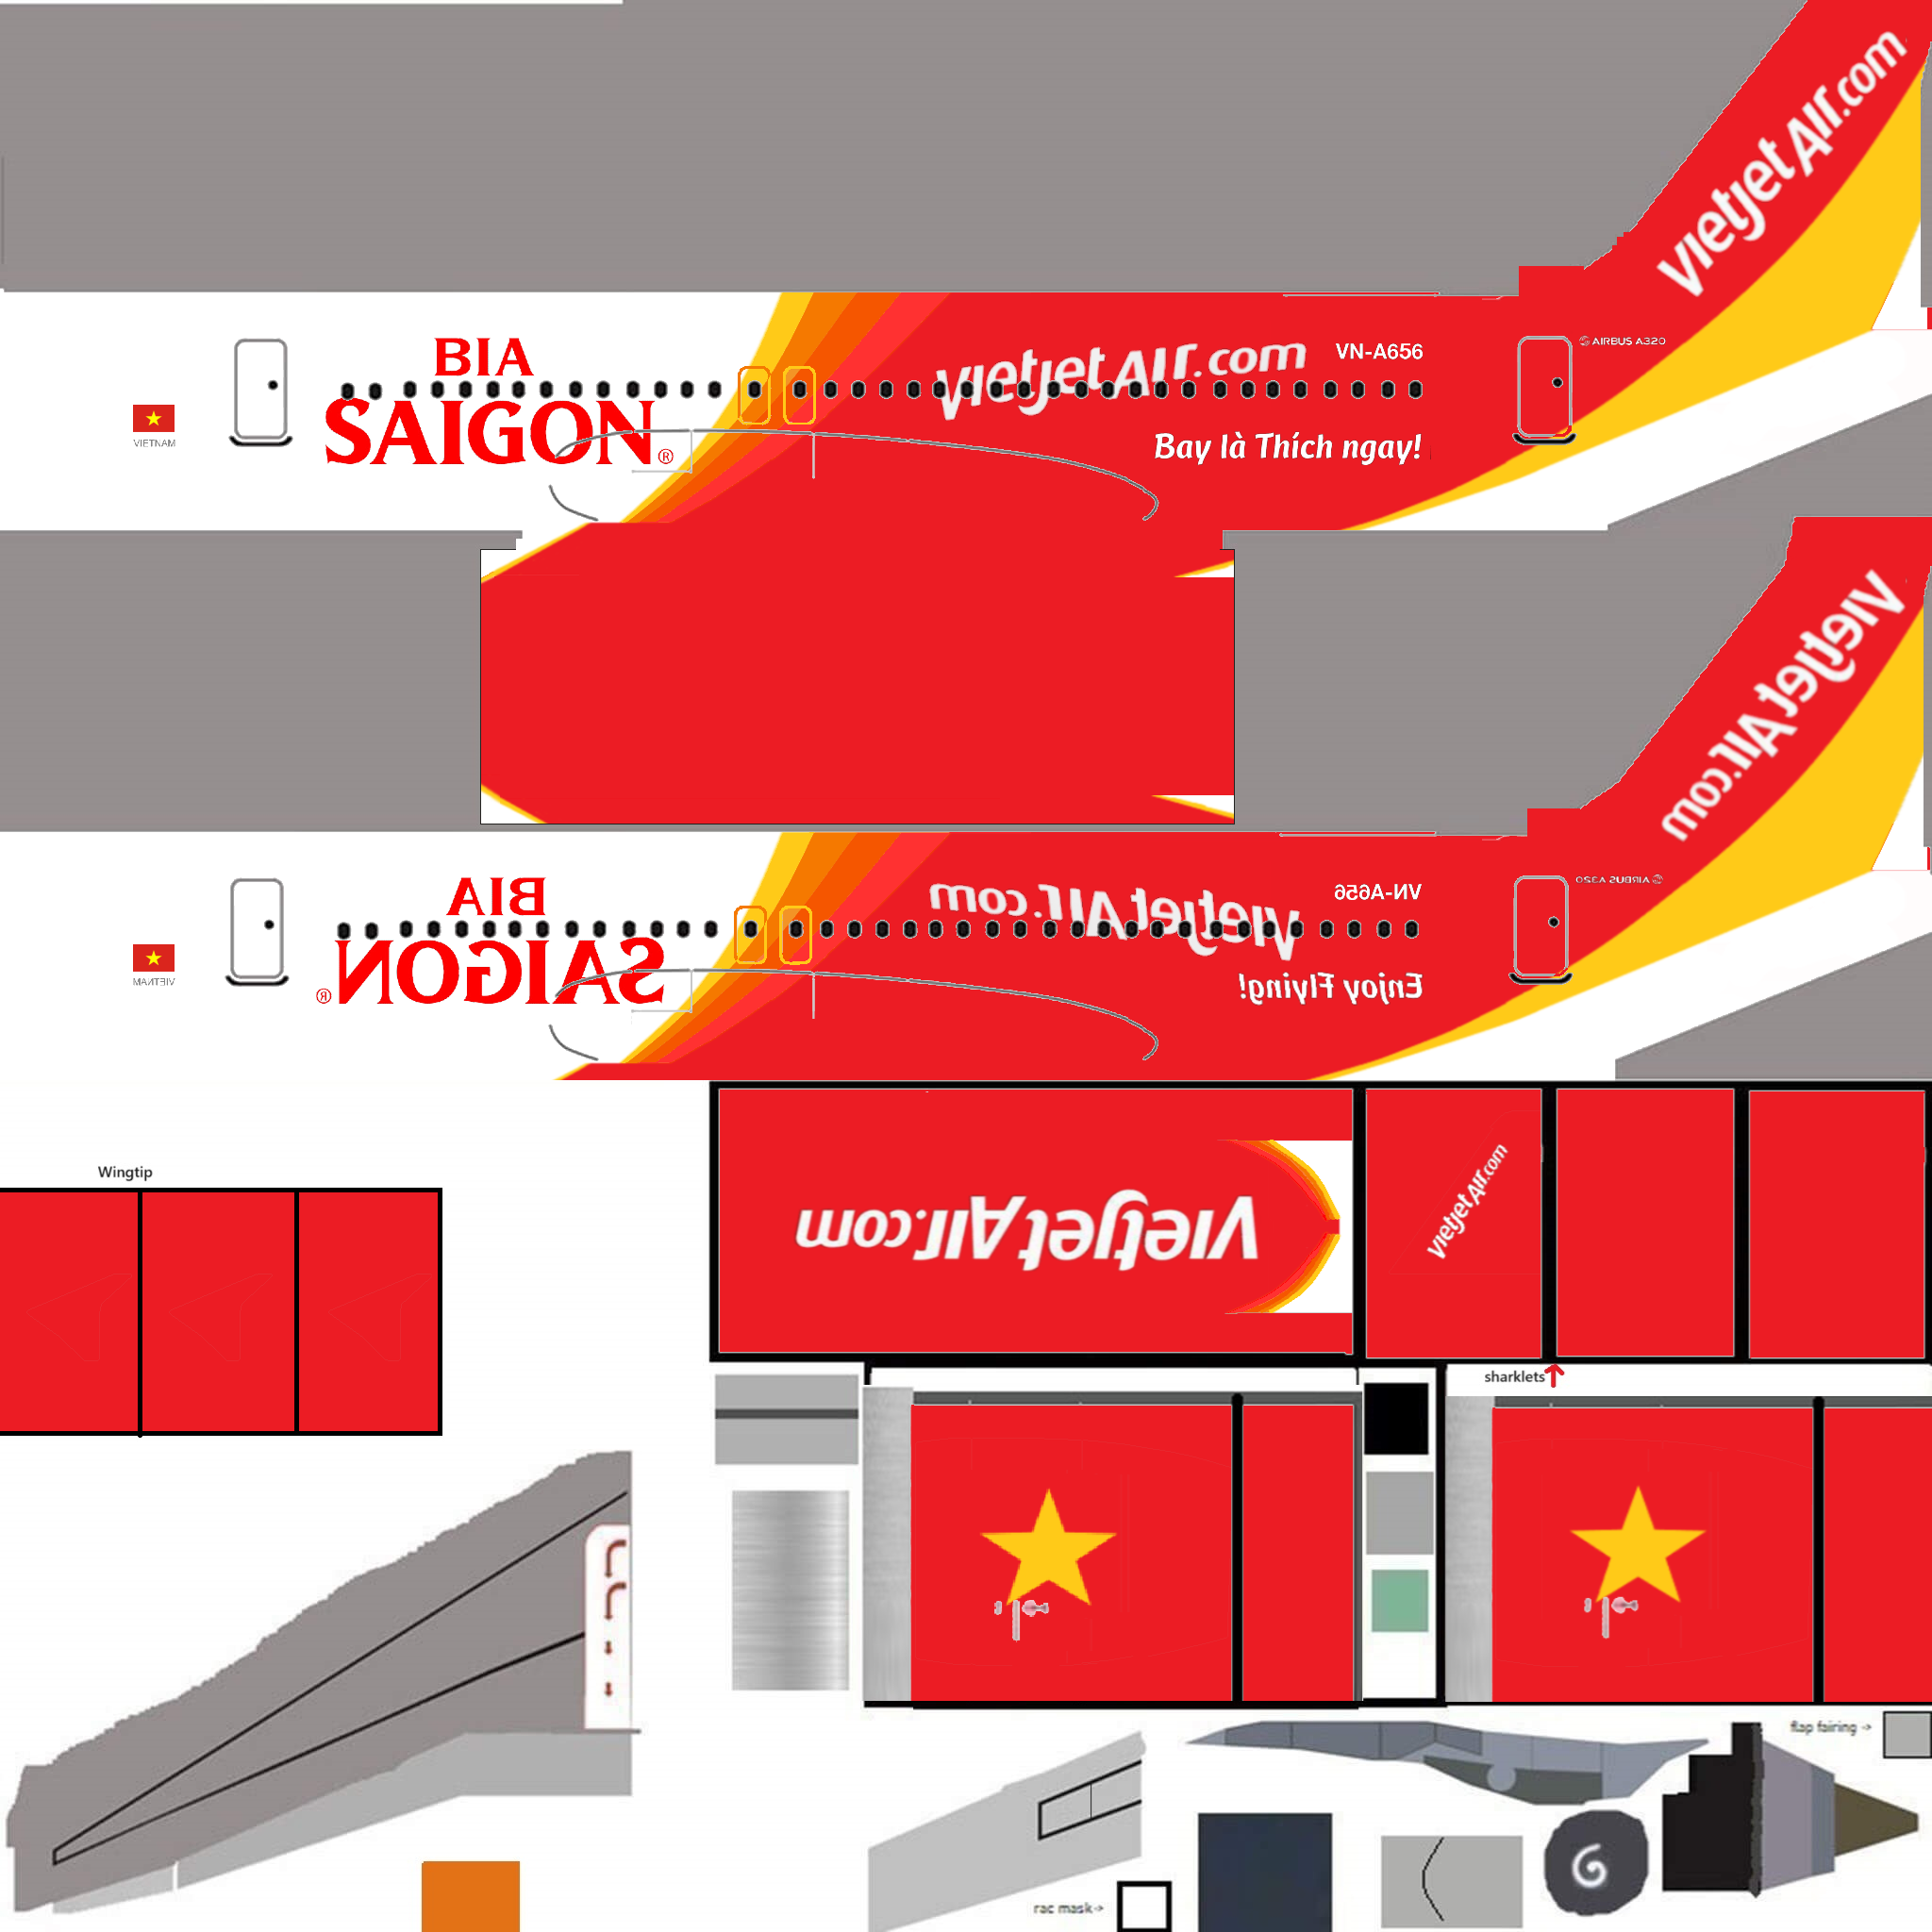 vietjetAir.com
BIA
SAIGON®
VIETNAM
vietjetAir.com
VN-A656
Bay là Thích ngay!
AIRBUS A320
vietjetAir.com
BIA
SAIGON®
VIETNAM
vietjetAir.com
VN-A656
Enjoy Flying!
AIRBUS A320
vietjetAir.com
vietjetAir.com
Wingtip
sharklets
flap fairing ->
rac mask->